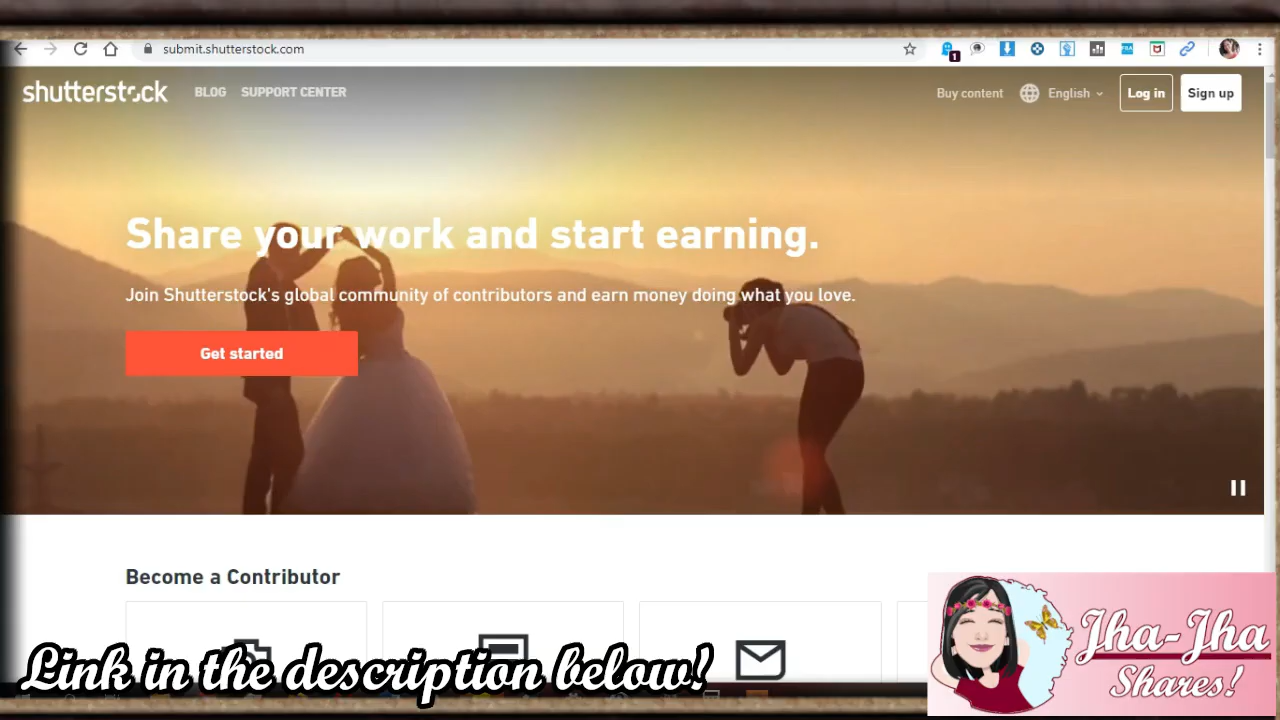 submit.shutterstock.com
1
shutterstock BLOG SUPPORT CENTER Buy content English Log in Sign up
Share your work and start earning.
Join Shutterstock's global community of contributors and earn money doing what you love.
Get started
Become a Contributor
Link in the description below!
Jha-Jha
Shares!